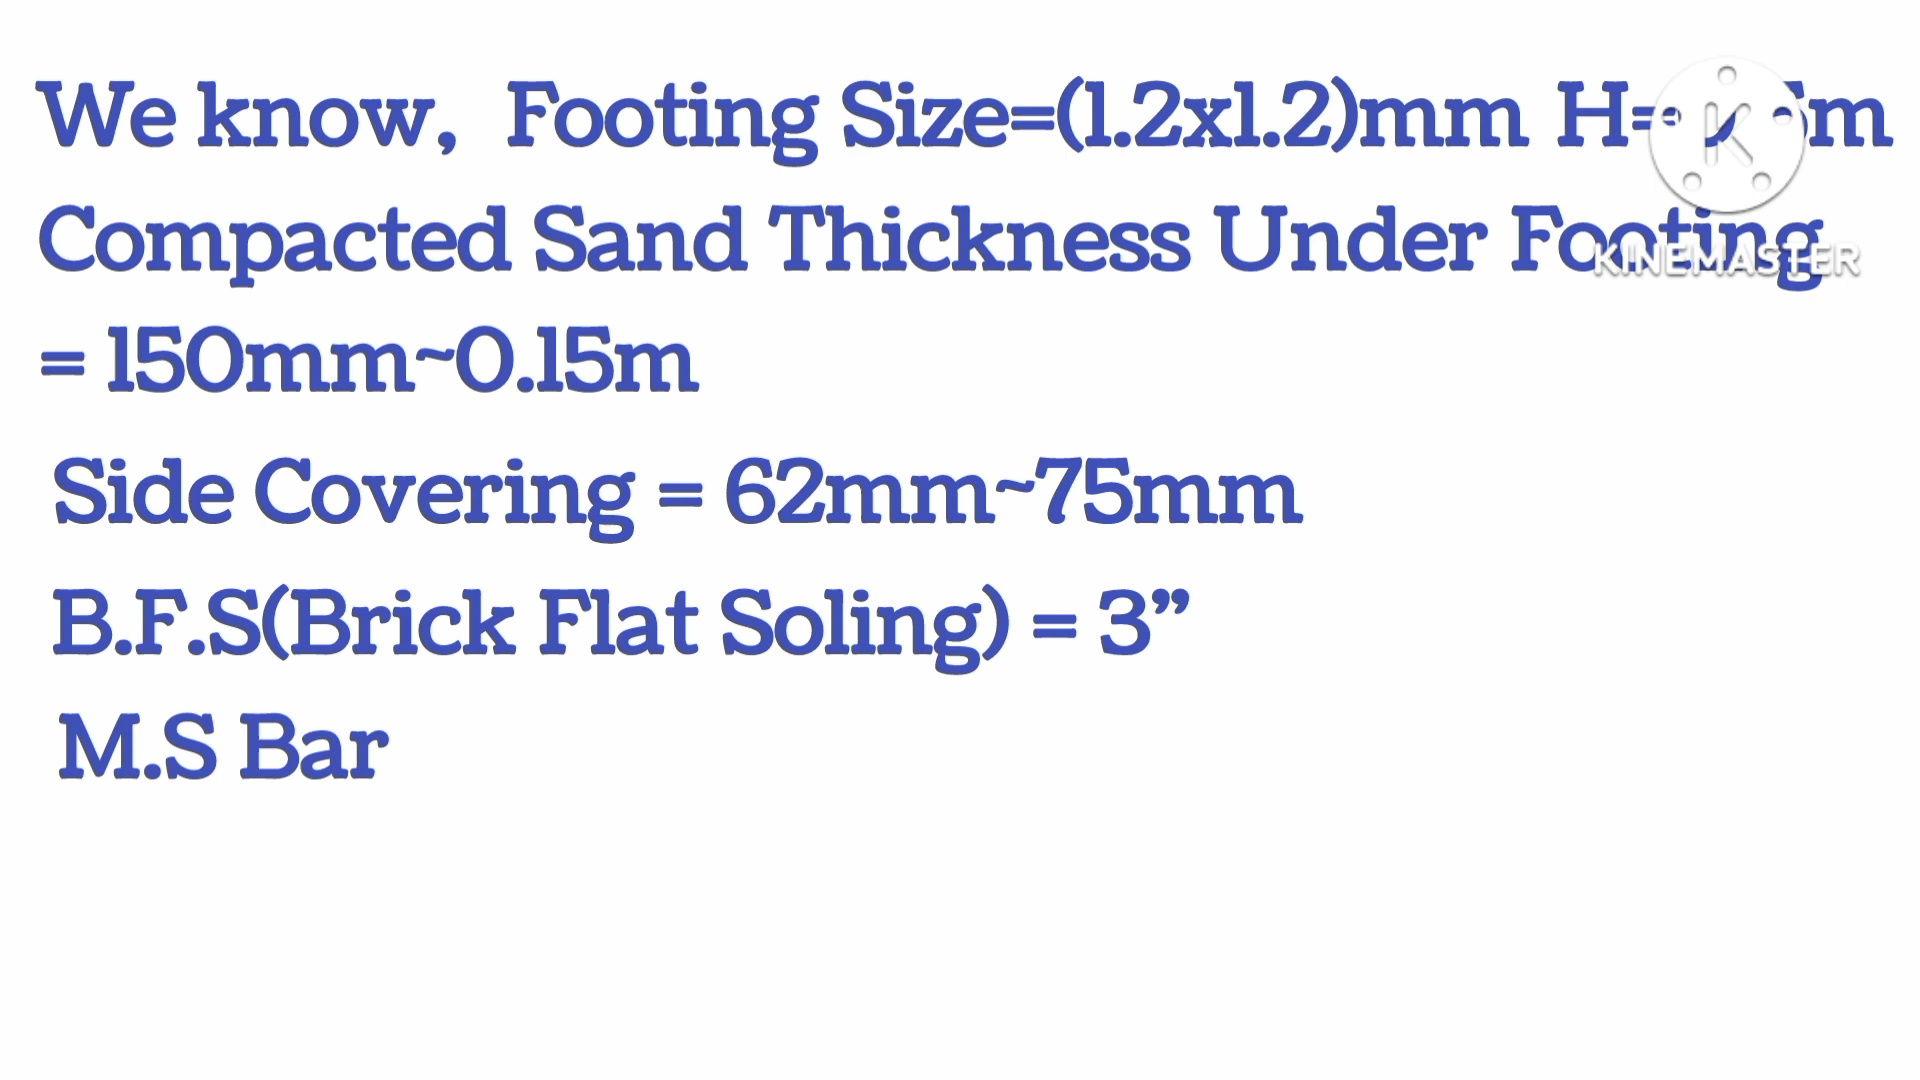 We know, Footing Size=(1.2x1.2)mm H= m
Compacted Sand Thickness Under Footing
= 150mm~0.15m
Side Covering = 62mm~75mm
B.F.S(Brick Flat Soling) = 3”
M.S Bar
K
KINEMASTER